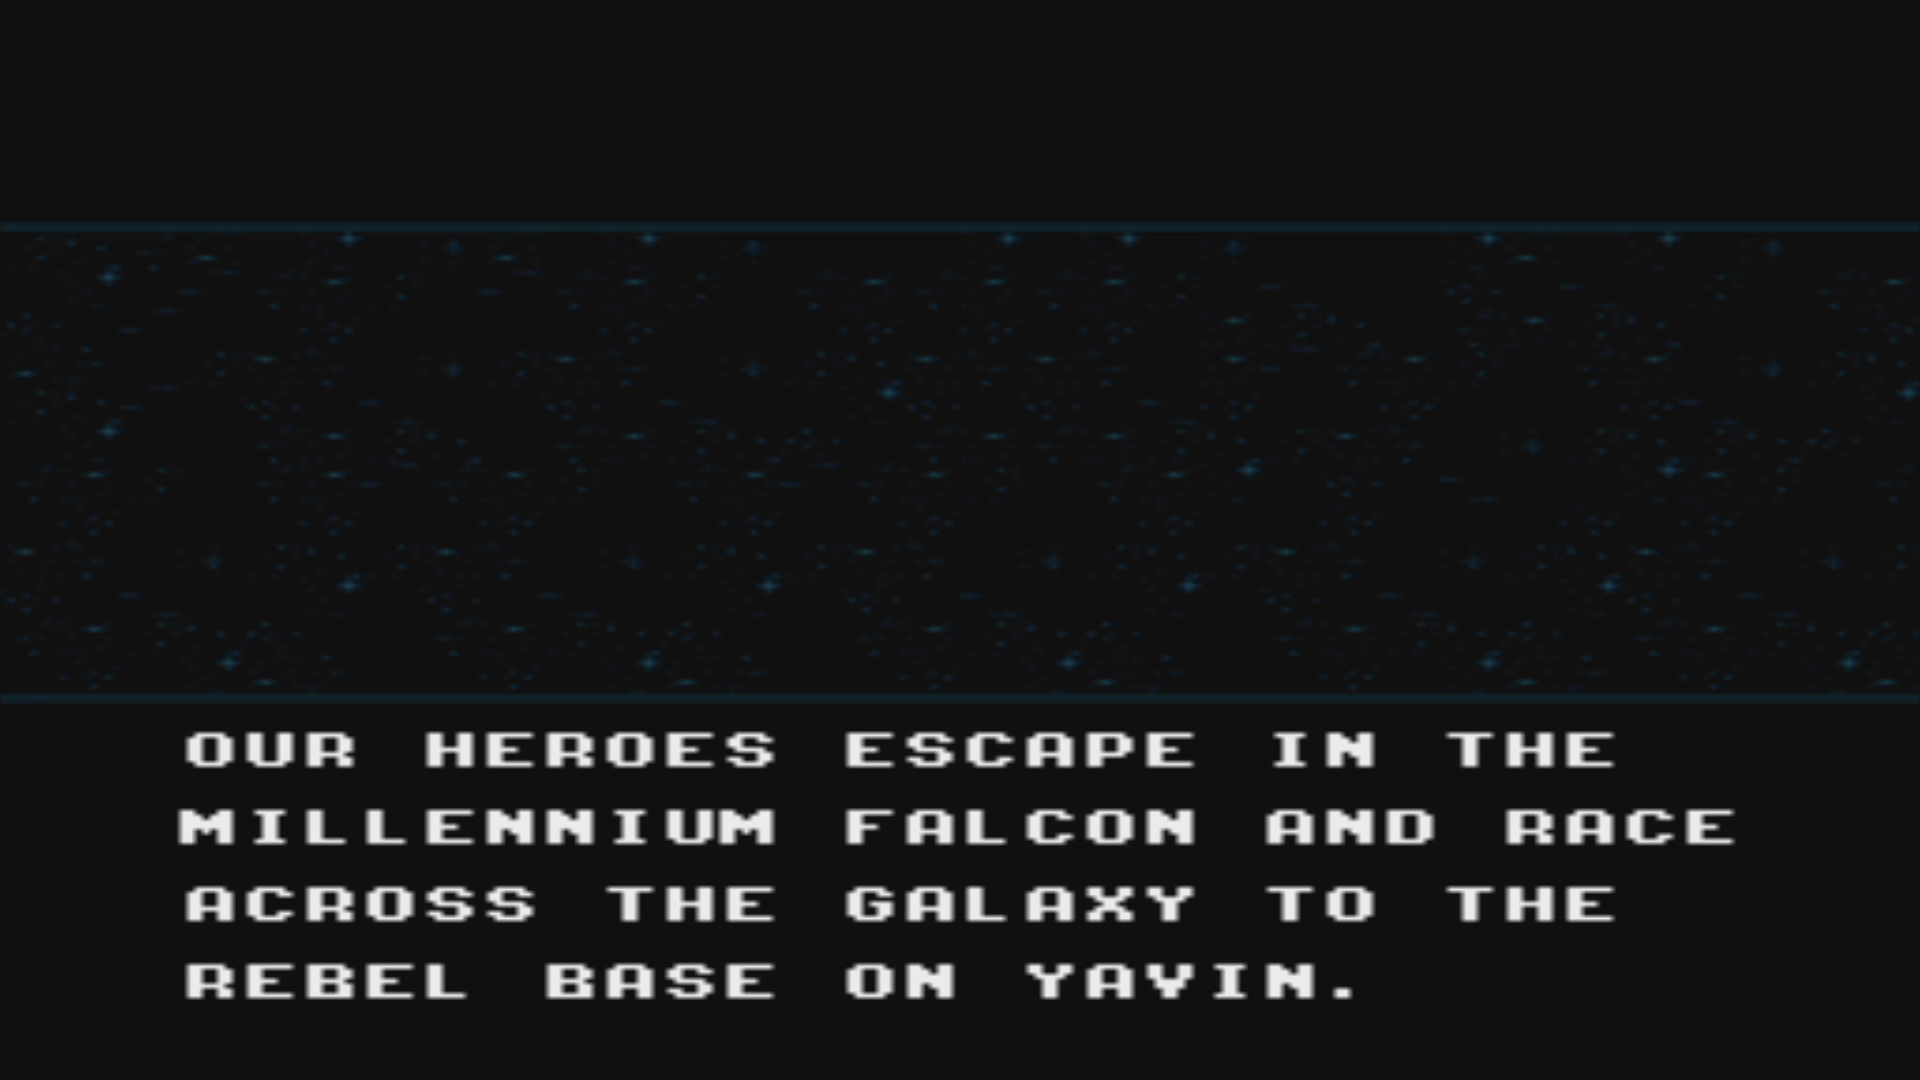 OUR HEROES ESCAPE IN THE
MILLENNIUM FALCON AND RACE
ACROSS THE GALAXY TO THE
REBEL BASE ON YAVIN.